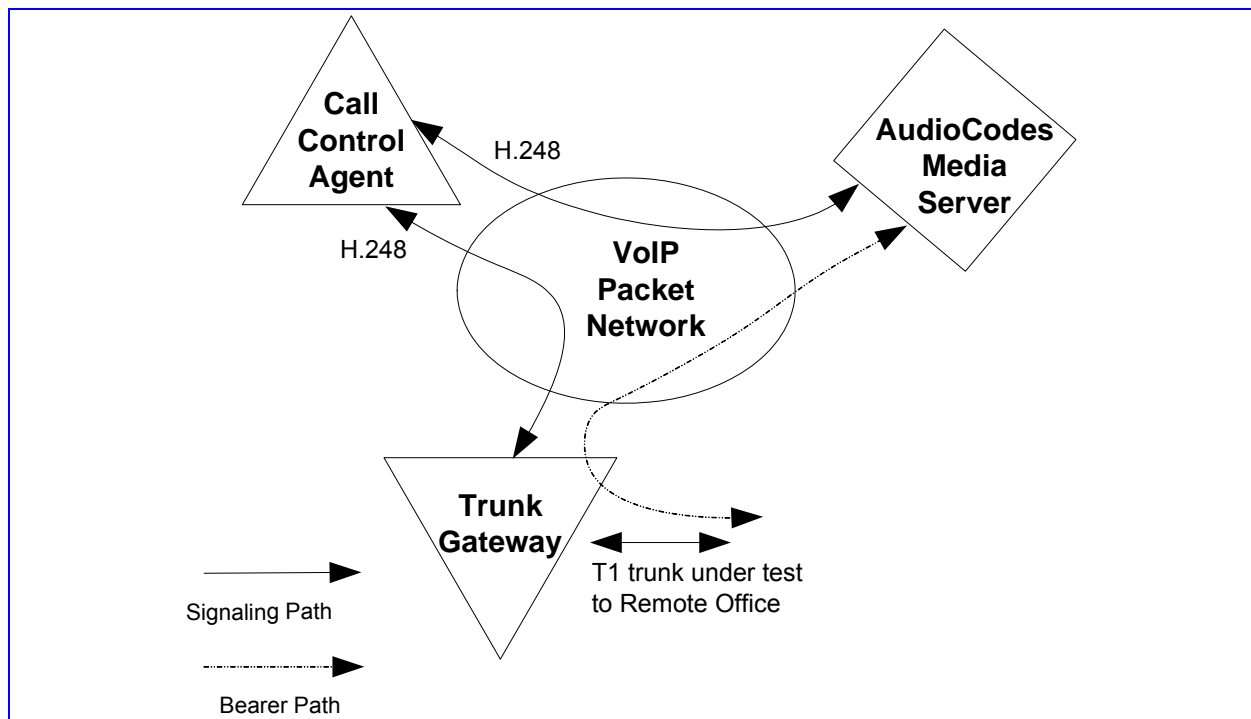 Call
Control
Agent
H.248
AudioCodes
Media
Server
H.248
VoIP
Packet
Network
Trunk
Gateway
T1 trunk under test
to Remote Office
Signaling Path
Bearer Path